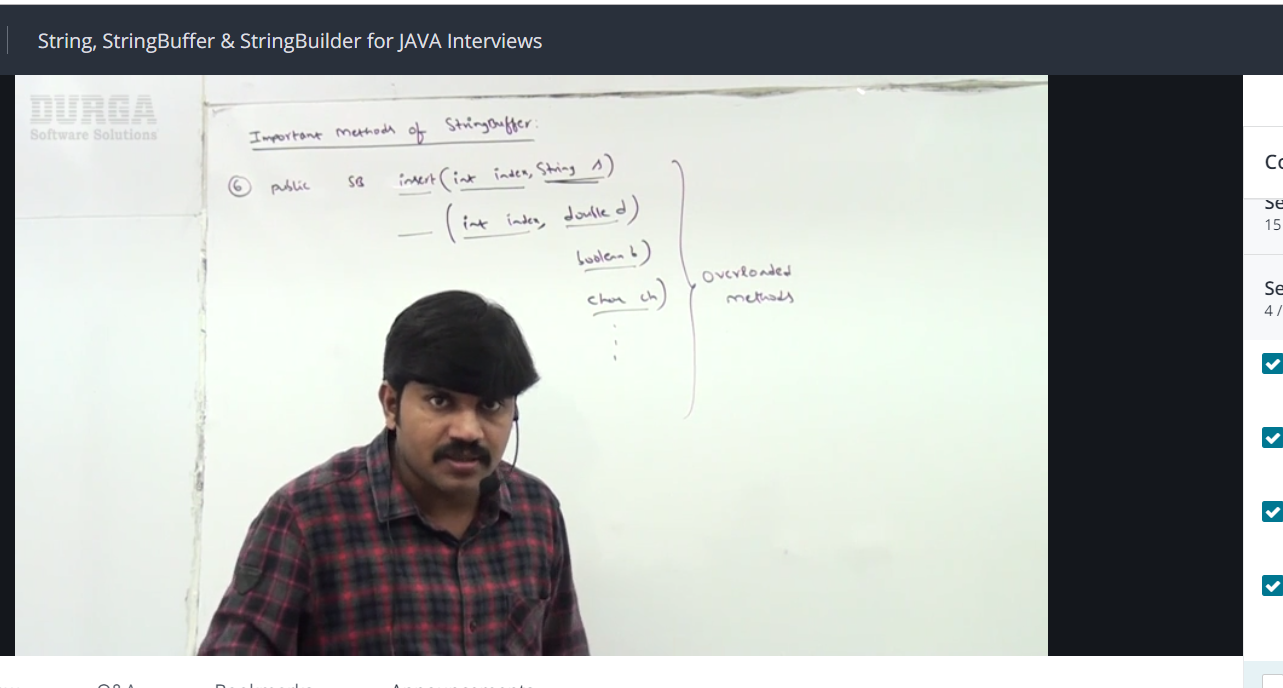 String, StringBuffer & StringBuilder for JAVA Interviews
DURGA
Software Solutions
Important methods of StringBuffer:
6 public SB insert(int index, String s)
(int index, double d)
boolean b)
char ch)
overloaded
methods
Co
Se
15
Se
4 /
Q&A
Bookmarks
Announcements